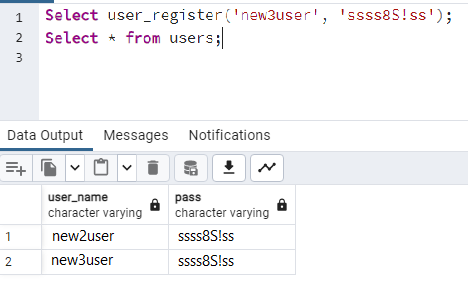 1 Select user_register('new3user', 'ssss8S!ss');
2 Select * from users;
3
Data Output Messages Notifications
user_name pass
character varying character varying
1 new2user ssss8S!ss
2 new3user ssss8S!ss